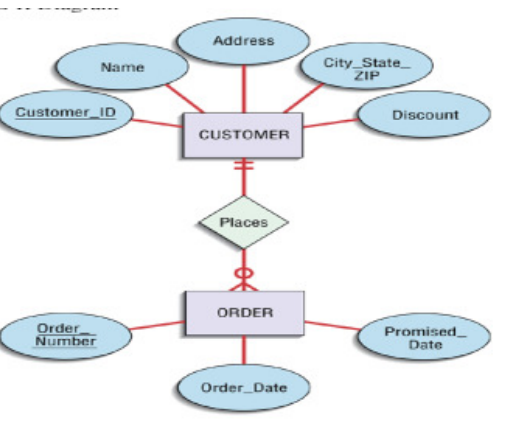 Address
Name
City_State_
ZIP
Customer_ID
Discount
CUSTOMER
Places
ORDER
Order_
Number
Promised_
Date
Order_Date